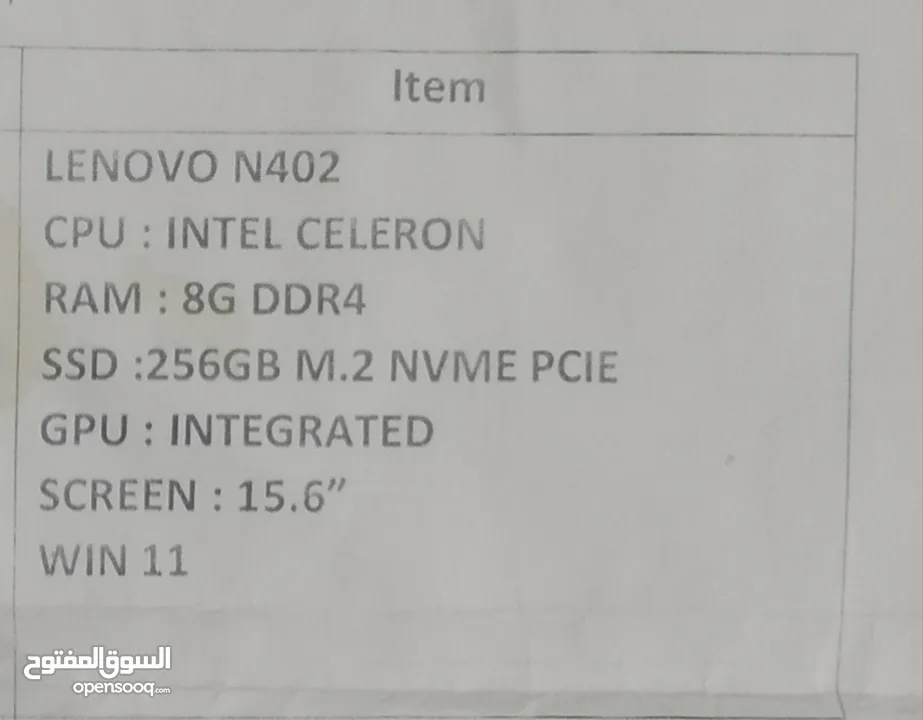 Item
LENOVO N402
CPU : INTEL CELERON
RAM : 8G DDR4
SSD :256GB M.2 NVME PCIE
GPU : INTEGRATED
SCREEN : 15.6”
WIN 11
السوق المفتوح
opensooq.com